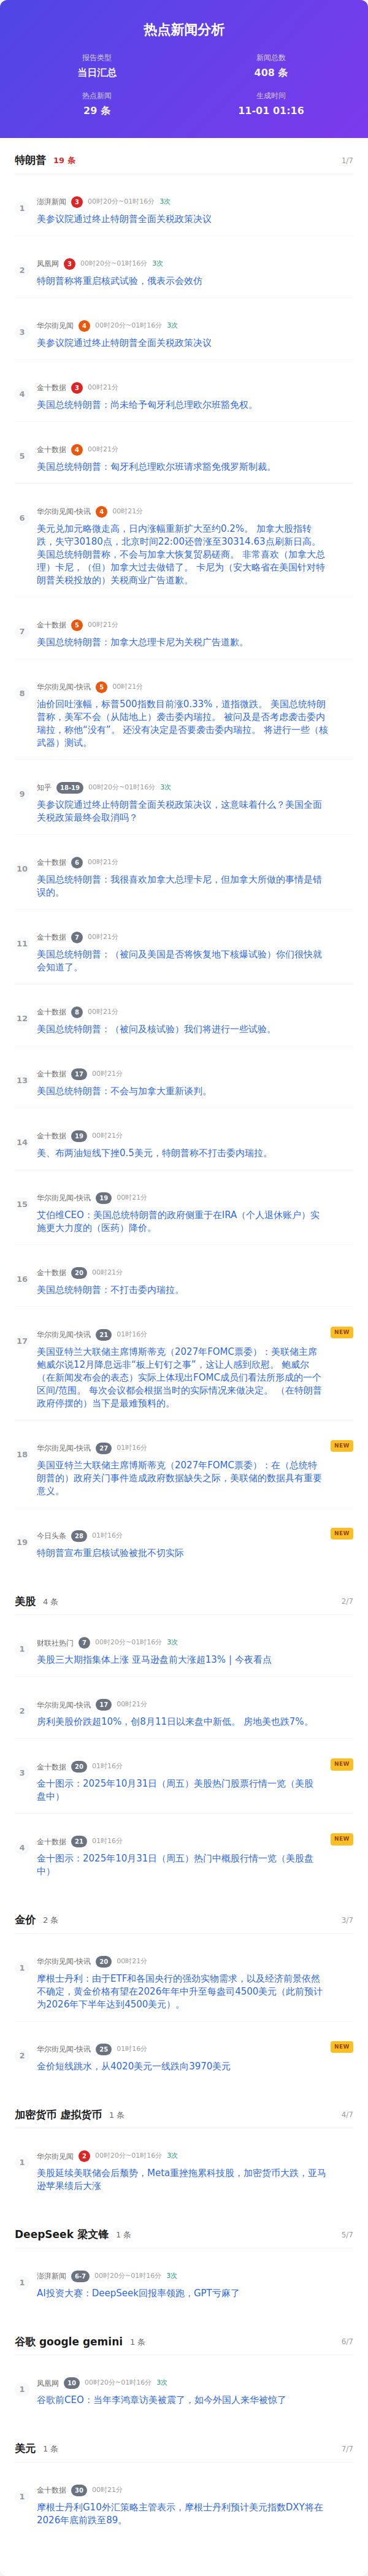 热点新闻分析
报告类型
当日汇总
新闻总数
408 条
热点新闻
29 条
生成时间
11-01 01:16
特朗普 19 条 1/7
1
澎湃新闻 3 00时20分~01时16分 3次
美参议院通过终止特朗普全面关税政策决议
2
凤凰网 3 00时20分~01时16分 3次
特朗普称将重启核武试验，俄表示会效仿
3
华尔街见闻 4 00时20分~01时16分 3次
美参议院通过终止特朗普全面关税政策决议
4
金十数据 3 00时21分
美国总统特朗普：尚未给予匈牙利总理欧尔班豁免权。
5
金十数据 4 00时21分
美国总统特朗普：匈牙利总理欧尔班请求豁免俄罗斯制裁。
6
华尔街见闻-快讯 4 00时21分
美元兑加元略微走高，日内涨幅重新扩大至约0.2%。 加拿大股指转
跌，失守30180点，北京时间22:00还曾涨至30314.63点刷新日高。
美国总统特朗普称，不会与加拿大恢复贸易磋商。 非常喜欢（加拿大总
理）卡尼，（但）加拿大过去做错了。 卡尼为（安大略省在美国针对特
朗普关税投放的）关税商业广告道歉。
7
金十数据 5 00时21分
美国总统特朗普：加拿大总理卡尼为关税广告道歉。
8
华尔街见闻-快讯 5 00时21分
油价回吐涨幅，标普500指数目前涨0.33%，道指微跌。 美国总统特朗
普称，美军不会（从陆地上）袭击委内瑞拉。 被问及是否考虑袭击委内
瑞拉，称他“没有”。 还没有决定是否要袭击委内瑞拉。 将进行一些（核
武器）测试。
9
知乎 18-19 00时20分~01时16分 3次
美参议院通过终止特朗普全面关税政策决议，这意味着什么？美国全面
关税政策最终会取消吗？
10
金十数据 6 00时21分
美国总统特朗普：我很喜欢加拿大总理卡尼，但加拿大所做的事情是错
误的。
11
金十数据 7 00时21分
美国总统特朗普：（被问及美国是否将恢复地下核爆试验）你们很快就
会知道了。
12
金十数据 8 00时21分
美国总统特朗普：（被问及核试验）我们将进行一些试验。
13
金十数据 17 00时21分
美国总统特朗普：不会与加拿大重新谈判。
14
金十数据 19 00时21分
美、布两油短线下挫0.5美元，特朗普称不打击委内瑞拉。
15
华尔街见闻-快讯 19 00时21分
艾伯维CEO：美国总统特朗普的政府侧重于在IRA（个人退休账户）实
施更大力度的（医药）降价。
16
金十数据 20 00时21分
美国总统特朗普：不打击委内瑞拉。
17
华尔街见闻-快讯 21 01时16分 NEW
美国亚特兰大联储主席博斯蒂克（2027年FOMC票委）：美联储主席
鲍威尔说12月降息远非“板上钉钉之事”，这让人感到欣慰。 鲍威尔
（在新闻发布会的表态）实际上体现出FOMC成员们看法所形成的一个
区间/范围。 每次会议都会根据当时的实际情况来做决定。 （在特朗普
政府停摆的）当下是最难预料的。
18
华尔街见闻-快讯 27 01时16分 NEW
美国亚特兰大联储主席博斯蒂克（2027年FOMC票委）：在（总统特
朗普的）政府关门事件造成政府数据缺失之际，美联储的数据具有重要
意义。
19
今日头条 28 01时16分 NEW
特朗普宣布重启核试验被批不切实际
美股 4 条 2/7
1
财联社热门 7 00时20分~01时16分 3次
美股三大期指集体上涨 亚马逊盘前大涨超13% | 今夜看点
2
华尔街见闻-快讯 17 00时21分
房利美股价跌超10%，创8月11日以来盘中新低。 房地美也跌7%。
3
金十数据 20 01时16分 NEW
金十图示：2025年10月31日（周五）美股热门股票行情一览（美股
盘中）
4
金十数据 21 01时16分 NEW
金十图示：2025年10月31日（周五）热门中概股行情一览（美股盘
中）
金价 2 条 3/7
1
华尔街见闻-快讯 20 00时21分
摩根士丹利：由于ETF和各国央行的强劲实物需求，以及经济前景依然
不确定，黄金价格有望在2026年年中升至每盎司4500美元（此前预计
为2026年下半年达到4500美元）。
2
华尔街见闻-快讯 25 01时16分 NEW
金价短线跳水，从4020美元一线跌向3970美元
加密货币 虚拟货币 1 条 4/7
1
华尔街见闻 2 00时20分~01时16分 3次
美股延续美联储会后颓势，Meta重挫拖累科技股，加密货币大跌，亚马
逊苹果绩后大涨
DeepSeek 梁文锋 1 条 5/7
1
澎湃新闻 6-7 00时20分~01时16分 3次
AI投资大赛：DeepSeek回报率领跑，GPT亏麻了
谷歌 google gemini 1 条 6/7
1
凤凰网 10 00时20分~01时16分 3次
谷歌前CEO：当年李鸿章访美被震了，如今外国人来华被惊了
美元 1 条 7/7
1
金十数据 30 00时21分
摩根士丹利G10外汇策略主管表示，摩根士丹利预计美元指数DXY将在
2026年底前跌至89。